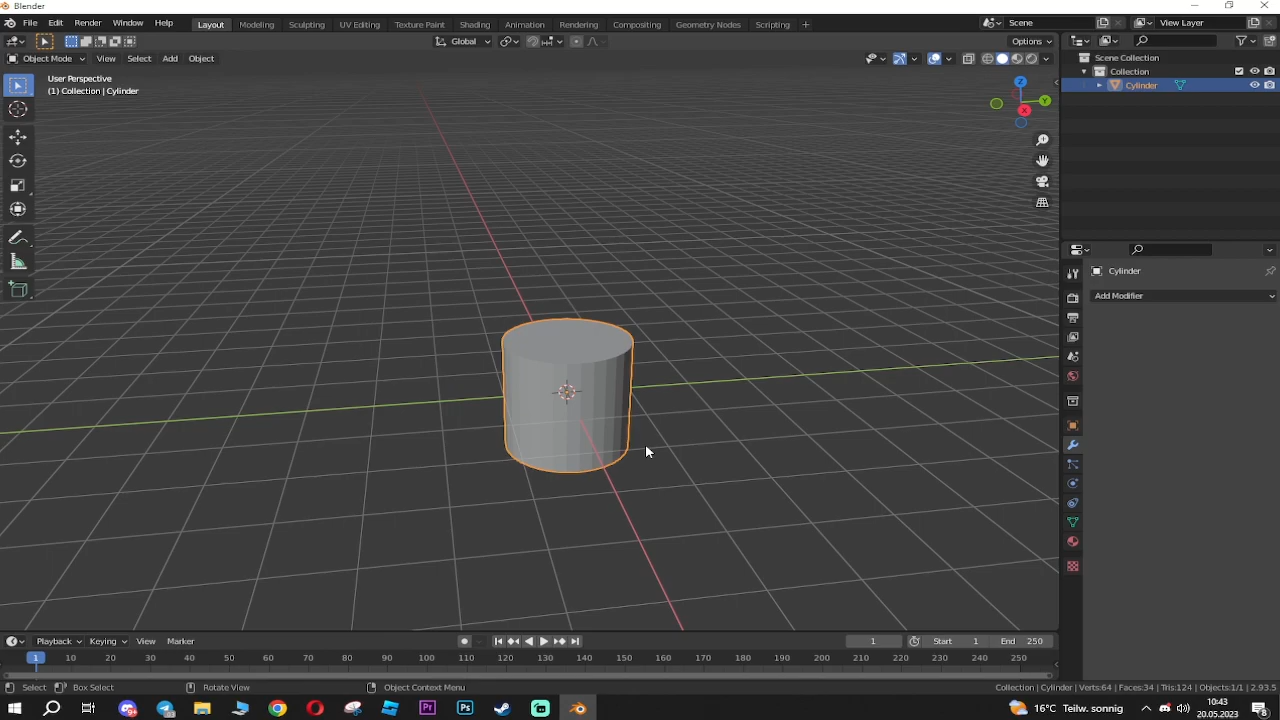 Blender
File Edit Render Window Help Layout Modeling Sculpting UV Editing Texture Paint Shading Animation Rendering Compositing Geometry Nodes Scripting + Scene View Layer
Global Options
Object Mode View Select Add Object
User Perspective
(1) Collection | Cylinder
Z
Y
X
Scene Collection
Collection
Cylinder
Cylinder
Add Modifier
Playback Keying View Marker 1 Start 1 End 250
1 10 20 30 40 50 60 70 80 90 100 110 120 130 140 150 160 170 180 190 200 210 220 230 240 250
Select Box Select Rotate View Object Context Menu Collection | Cylinder | Verts:64 | Faces:34 | Tris:124 | Objects:1/1 | 2.93.5
Pr Ps 16°C Teilw. sonnig 10:43
20.05.2023